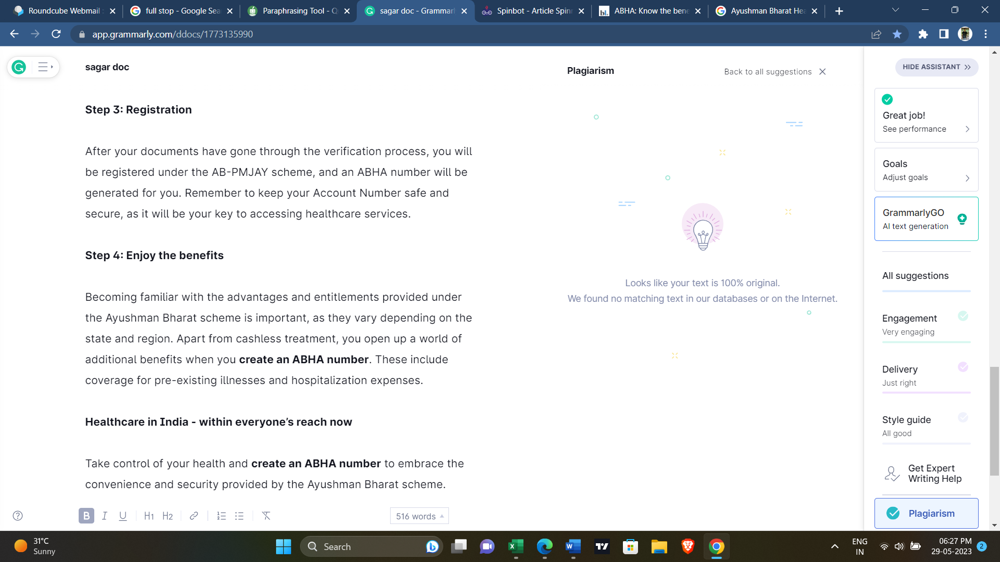 Roundcube Webmail :
full stop - Google Sea
Paraphrasing Tool - Q
sagar doc - Grammarl
Spinbot - Article Spinn
bl.
ABHA: Know the bene
Ayushman Bharat Hea
app.grammarly.com/ddocs/1773135990
sagar doc
Step 3: Registration
After your documents have gone through the verification process, you will
be registered under the AB-PMJAY scheme, and an ABHA number will be
generated for you. Remember to keep your Account Number safe and
secure, as it will be your key to accessing healthcare services.
Step 4: Enjoy the benefits
Becoming familiar with the advantages and entitlements provided under
the Ayushman Bharat scheme is important, as they vary depending on the
state and region. Apart from cashless treatment, you open up a world of
additional benefits when you create an ABHA number. These include
coverage for pre-existing illnesses and hospitalization expenses.
Healthcare in India - within everyone’s reach now
Take control of your health and create an ABHA number to embrace the
convenience and security provided by the Ayushman Bharat scheme.
B I U H1 H2
516 words
Plagiarism
Back to all suggestions
Looks like your text is 100% original.
We found no matching text in our databases or on the Internet.
HIDE ASSISTANT
Great job!
See performance
Goals
Adjust goals
GrammarlyGO
AI text generation
All suggestions
Engagement
Very engaging
Delivery
Just right
Style guide
All good
Get Expert
Writing Help
Plagiarism
31°C
Sunny
Search
ENG
IN
06:27 PM
29-05-2023
2